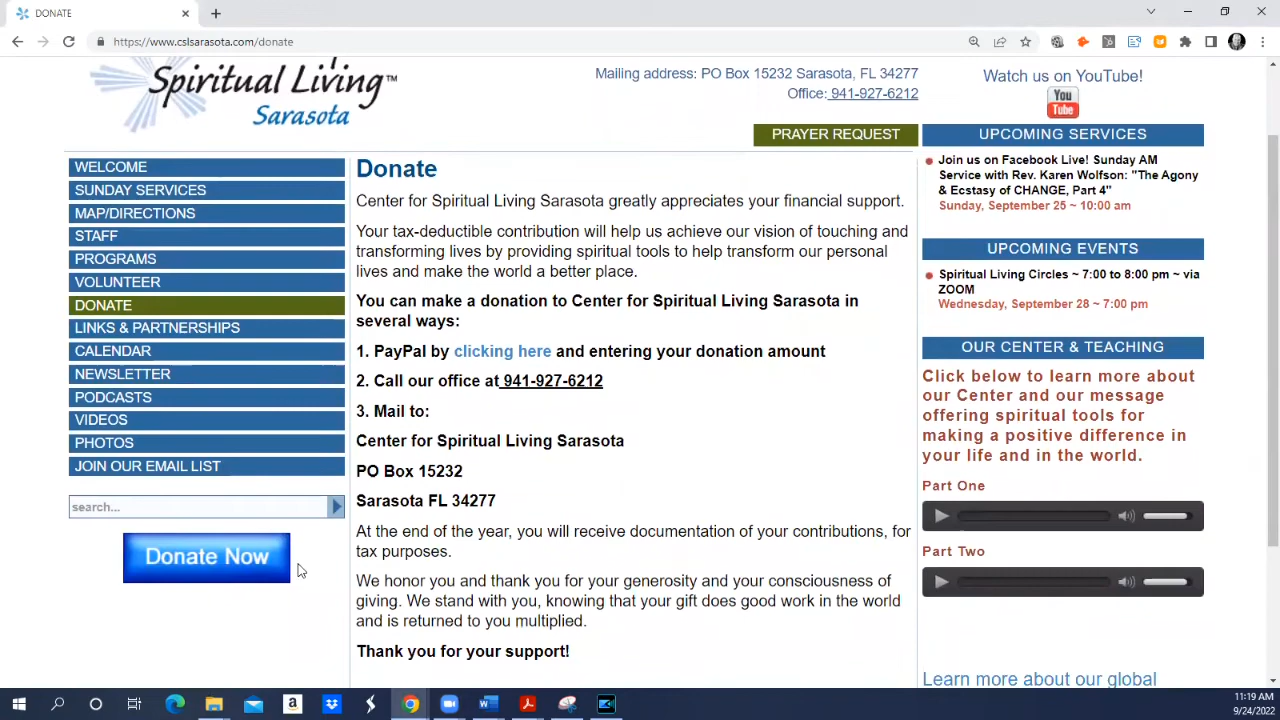 DONATE
https://www.cslsarasota.com/donate
Spiritual Living™
Sarasota
Mailing address: PO Box 15232 Sarasota, FL 34277
Office: 941-927-6212
Watch us on YouTube!
You
Tube
PRAYER REQUEST
WELCOME
SUNDAY SERVICES
MAP/DIRECTIONS
STAFF
PROGRAMS
VOLUNTEER
DONATE
LINKS & PARTNERSHIPS
CALENDAR
NEWSLETTER
PODCASTS
VIDEOS
PHOTOS
JOIN OUR EMAIL LIST
search...
Donate Now
Donate
Center for Spiritual Living Sarasota greatly appreciates your financial support.
Your tax-deductible contribution will help us achieve our vision of touching and
transforming lives by providing spiritual tools to help transform our personal
lives and make the world a better place.
You can make a donation to Center for Spiritual Living Sarasota in
several ways:
1. PayPal by clicking here and entering your donation amount
2. Call our office at 941-927-6212
3. Mail to:
Center for Spiritual Living Sarasota
PO Box 15232
Sarasota FL 34277
At the end of the year, you will receive documentation of your contributions, for
tax purposes.
We honor you and thank you for your generosity and your consciousness of
giving. We stand with you, knowing that your gift does good work in the world
and is returned to you multiplied.
Thank you for your support!
UPCOMING SERVICES
Join us on Facebook Live! Sunday AM
Service with Rev. Karen Wolfson: "The Agony
& Ecstasy of CHANGE, Part 4"
Sunday, September 25 ~ 10:00 am
UPCOMING EVENTS
Spiritual Living Circles ~ 7:00 to 8:00 pm ~ via
ZOOM
Wednesday, September 28 ~ 7:00 pm
OUR CENTER & TEACHING
Click below to learn more about
our Center and our message
offering spiritual tools for
making a positive difference in
your life and in the world.
Part One
Part Two
Learn more about our global
11:19 AM
9/24/2022